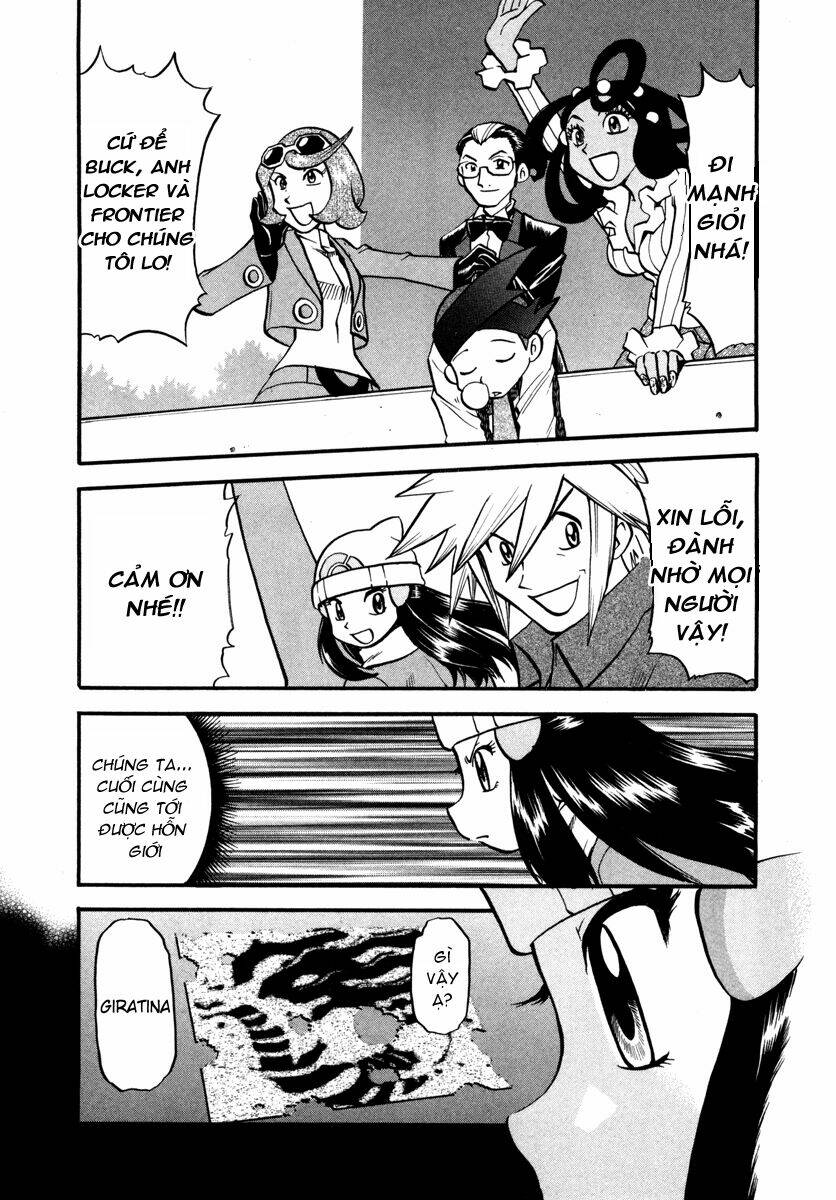 ĐI
MẠNH
GIỎI
NHÁ!
CỨ ĐỂ
BUCK, ANH
LOCKER VÀ
FRONTIER
CHO CHÚNG
TÔI LO!
XIN LỖI,
ĐÀNH
NHỜ MỌI
NGƯỜI
VẬY!
CẢM ƠN
NHÉ!!
CHÚNG TA...
CUỐI CÙNG
CŨNG TỚI
ĐƯỢC HỖN
GIỚI
GÌ
VẬY
Ạ?
GIRATINA